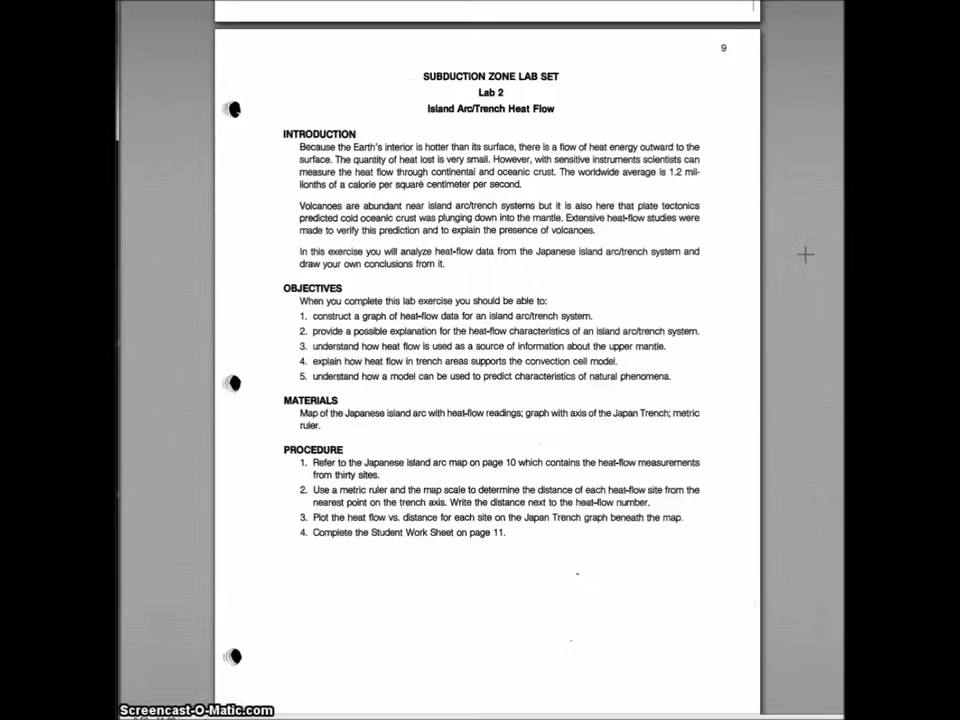 9
SUBDUCTION ZONE LAB SET
Lab 2
Island Arc/Trench Heat Flow
INTRODUCTION
Because the Earth's interior is hotter than its surface, there is a flow of heat energy outward to the
surface. The quantity of heat lost is very small. However, with sensitive instruments scientists can
measure the heat flow through continental and oceanic crust. The worldwide average is 1.2 mil-
lionths of a calorie per square centimeter per second.
Volcanoes are abundant near island arc/trench systems but it is also here that plate tectonics
predicted cold oceanic crust was plunging down into the mantle. Extensive heat-flow studies were
made to verify this prediction and to explain the presence of volcanoes.
In this exercise you will analyze heat-flow data from the Japanese island arc/trench system and
draw your own conclusions from it.
OBJECTIVES
When you complete this lab exercise you should be able to:
1. construct a graph of heat-flow data for an island arc/trench system.
2. provide a possible explanation for the heat-flow characteristics of an island arc/trench system.
3. understand how heat flow is used as a source of information about the upper mantle.
4. explain how heat flow in trench areas supports the convection cell model.
5. understand how a model can be used to predict characteristics of natural phenomena.
MATERIALS
Map of the Japanese island arc with heat-flow readings; graph with axis of the Japan Trench; metric
ruler.
PROCEDURE
1. Refer to the Japanese island arc map on page 10 which contains the heat-flow measurements
from thirty sites.
2. Use a metric ruler and the map scale to determine the distance of each heat-flow site from the
nearest point on the trench axis. Write the distance next to the heat-flow number.
3. Plot the heat flow vs. distance for each site on the Japan Trench graph beneath the map.
4. Complete the Student Work Sheet on page 11.
Screencast-O-Matic.com